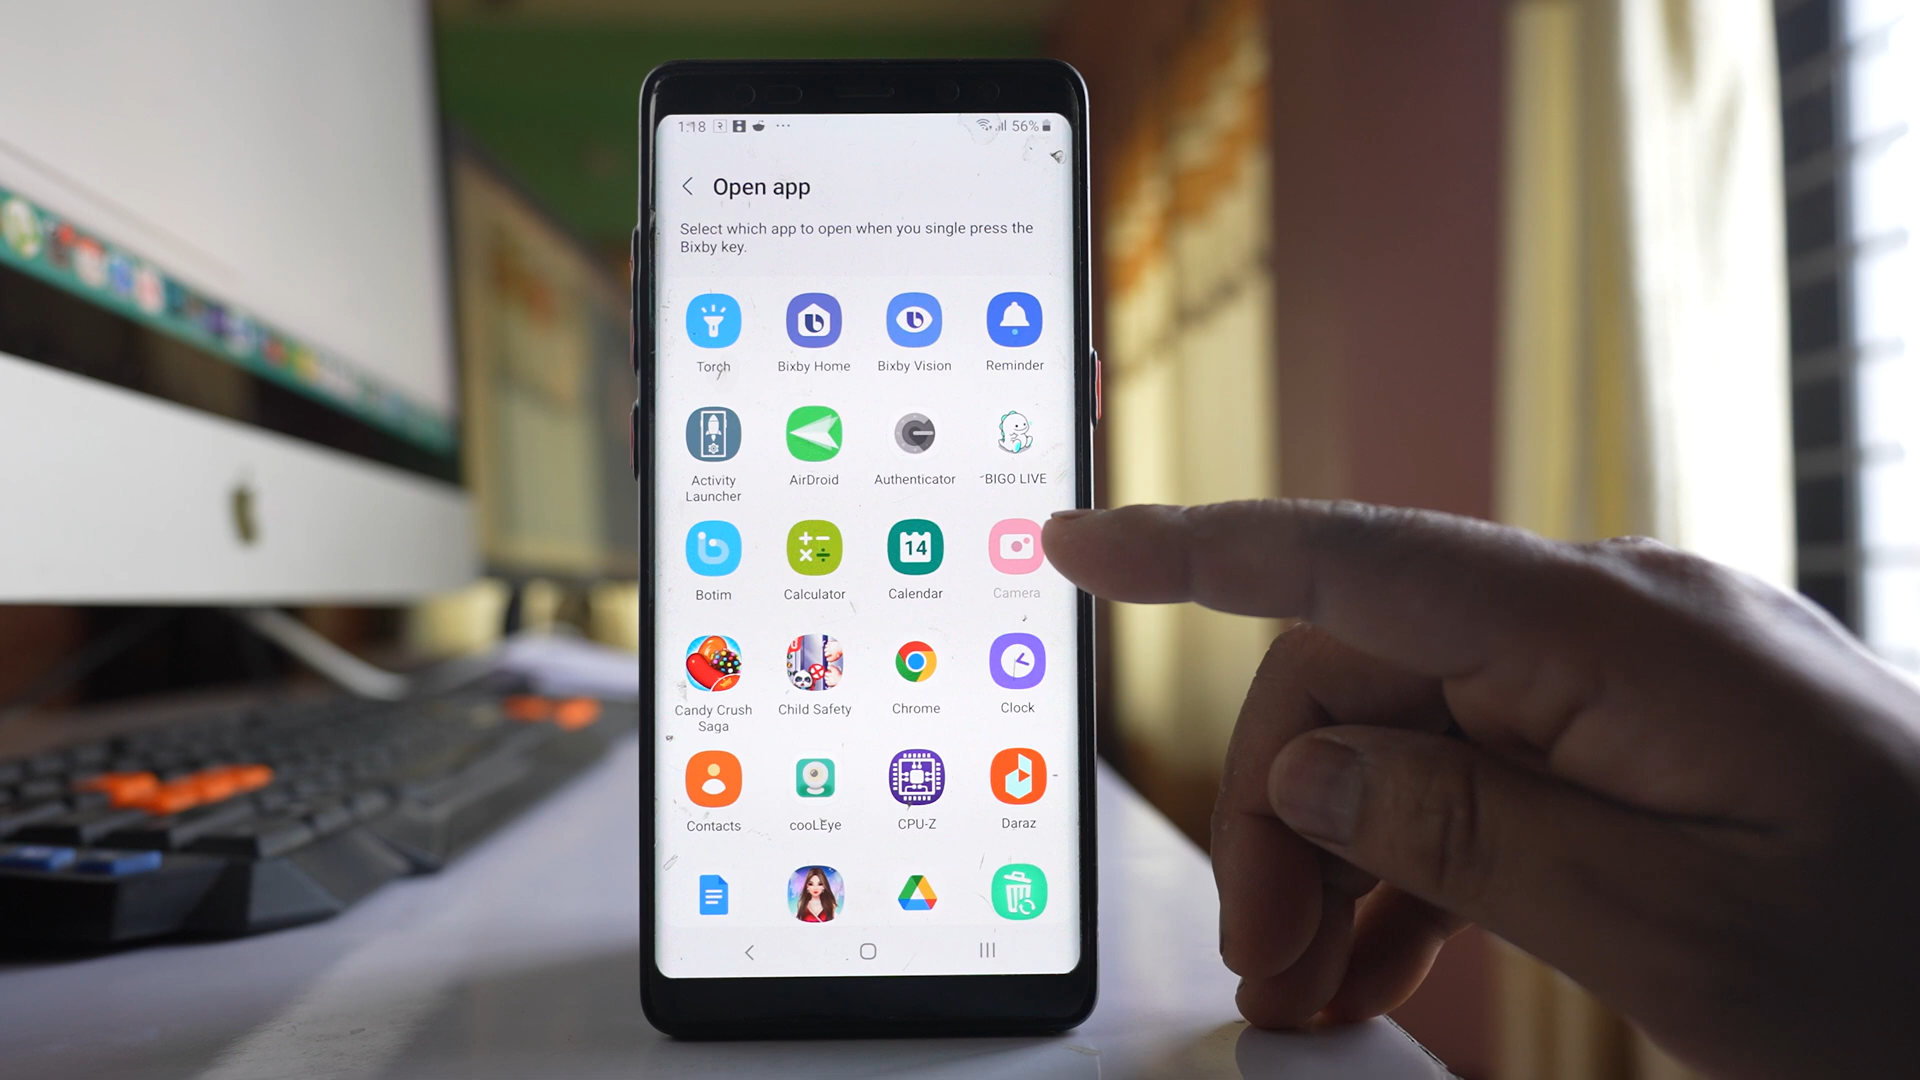 1:18 56%
Open app
Select which app to open when you single press the
Bixby key.
Torch Bixby Home Bixby Vision Reminder
Activity
Launcher AirDroid Authenticator BIGO LIVE
14
Botim Calculator Calendar Camera
Candy Crush
Saga Child Safety Chrome Clock
Contacts cooLEye CPU-Z Daraz